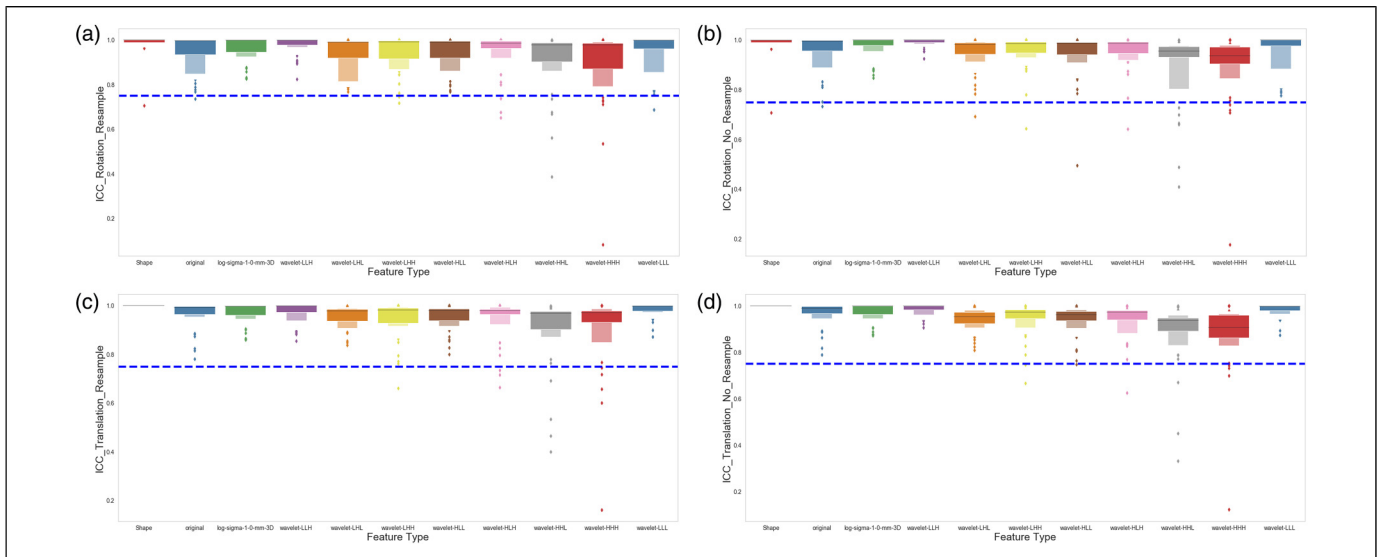 (a)
ICC_Rotation_Resample
1.0
0.8
0.6
0.4
0.2
Shape original log-sigma-1-0-mm-3D wavelet-LLH wavelet-LHL wavelet-LHH wavelet-HLL wavelet-HLH wavelet-HHL wavelet-HHH wavelet-LLL
Feature Type
(b)
ICC_Rotation_No_Resample
1.0
0.8
0.6
0.4
0.2
Shape original log-sigma-1-0-mm-3D wavelet-LLH wavelet-LHL wavelet-LHH wavelet-HLL wavelet-HLH wavelet-HHL wavelet-HHH wavelet-LLL
Feature Type
(c)
ICC_Translation_Resample
1.0
0.8
0.6
0.4
0.2
Shape original log-sigma-1-0-mm-3D wavelet-LLH wavelet-LHL wavelet-LHH wavelet-HLL wavelet-HLH wavelet-HHL wavelet-HHH wavelet-LLL
Feature Type
(d)
ICC_Translation_No_Resample
1.0
0.8
0.6
0.4
0.2
Shape original log-sigma-1-0-mm-3D wavelet-LLH wavelet-LHL wavelet-LHH wavelet-HLL wavelet-HLH wavelet-HHL wavelet-HHH wavelet-LLL
Feature Type